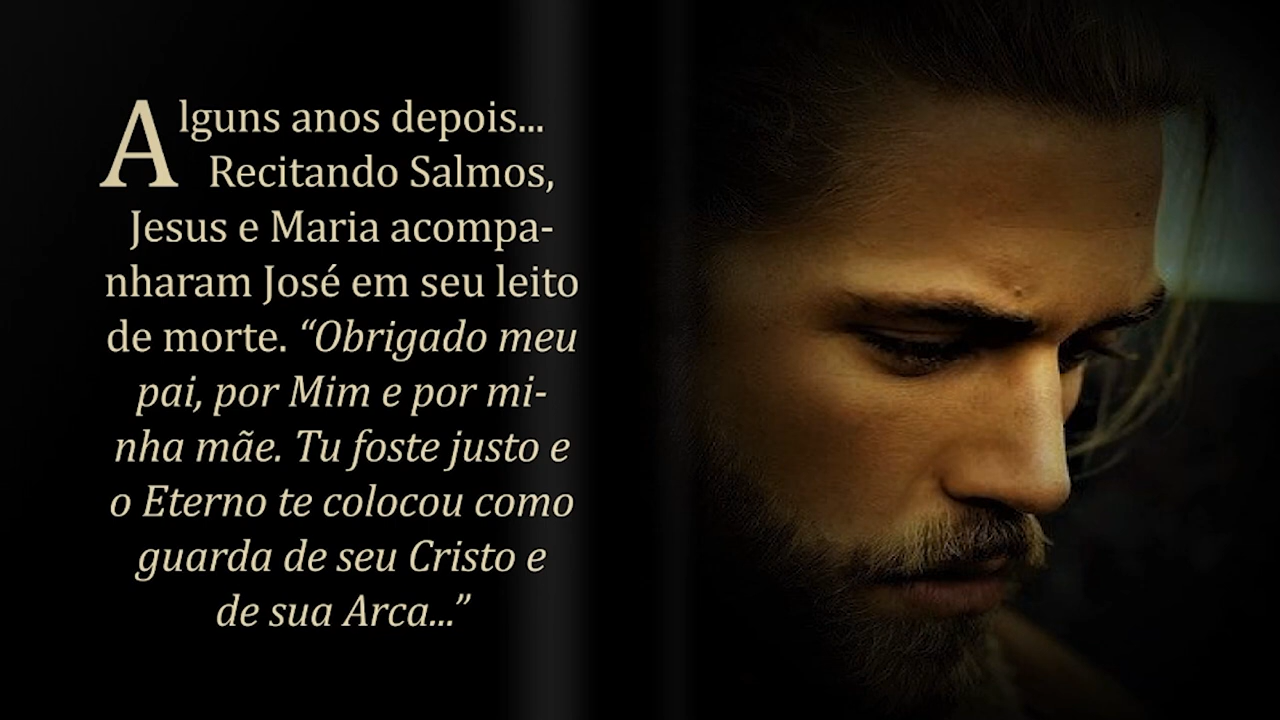 Alguns anos depois...
Recitando Salmos,
Jesus e Maria acompa-
nharam José em seu leito
de morte. “Obrigado meu
pai, por Mim e por mi-
nha mãe. Tu foste justo e
o Eterno te colocou como
guarda de seu Cristo e
de sua Arca...”